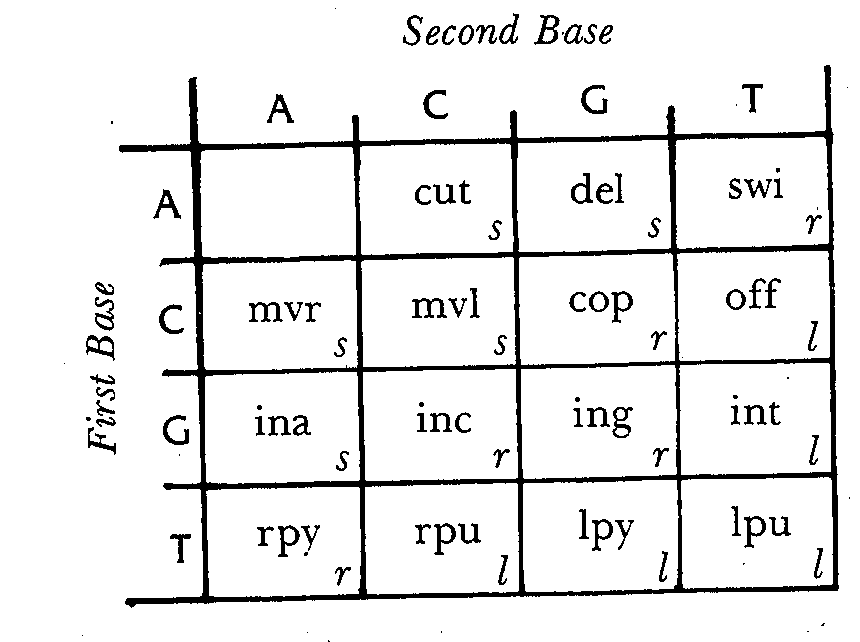 Second Base
A C G T
A cut s del s swi r
First Base
C mvr s mvl s cop r off l
G ina s inc r ing r int l
T rpy r rpu l lpy l lpu l